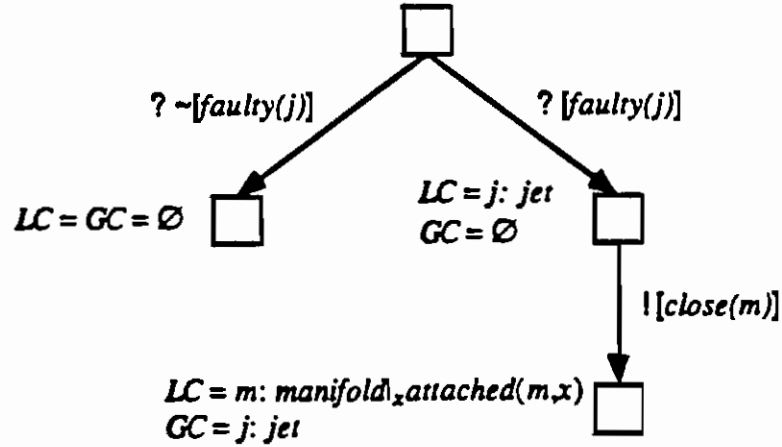 ? ~[faulty(j)]
? [faulty(j)]
LC = GC = ∅
LC = j: jet
GC = ∅
! [close(m)]
LC = m: manifold\ₓattached(m,x)
GC = j: jet